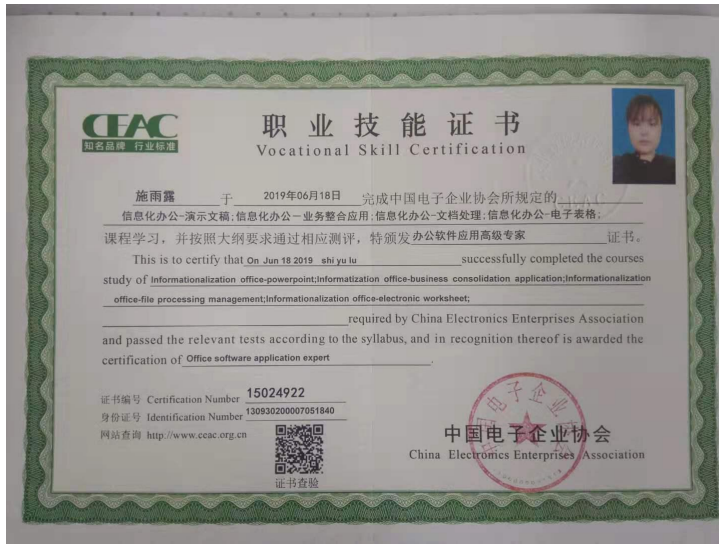 CEAC
知名品牌 行业标准
职业技能证书
Vocational Skill Certification
施雨露 于 2019年06月18日 完成中国电子企业协会所规定的
信息化办公-演示文稿;信息化办公-业务整合应用;信息化办公-文档处理;信息化办公-电子表格;
课程学习，并按照大纲要求通过相应测评，特颁发 办公软件应用高级专家 证书。
This is to certify that On Jun 18 2019 shi yu lu successfully completed the courses
study of Informationalization office-powerpoint;Informatization office-business consolidation application;Informationalization
office-file processing management;Informationalization office-electronic worksheet;
required by China Electronics Enterprises Association
and passed the relevant tests according to the syllabus, and in recognition thereof is awarded the
certification of Office software application expert.
证书编号 Certification Number 15024922
身份证号 Identification Number 130930200007051840
网站查询 http://www.ceac.org.cn
证书查验
中国电子企业协会
China Electronics Enterprises Association
中国电子企业协会